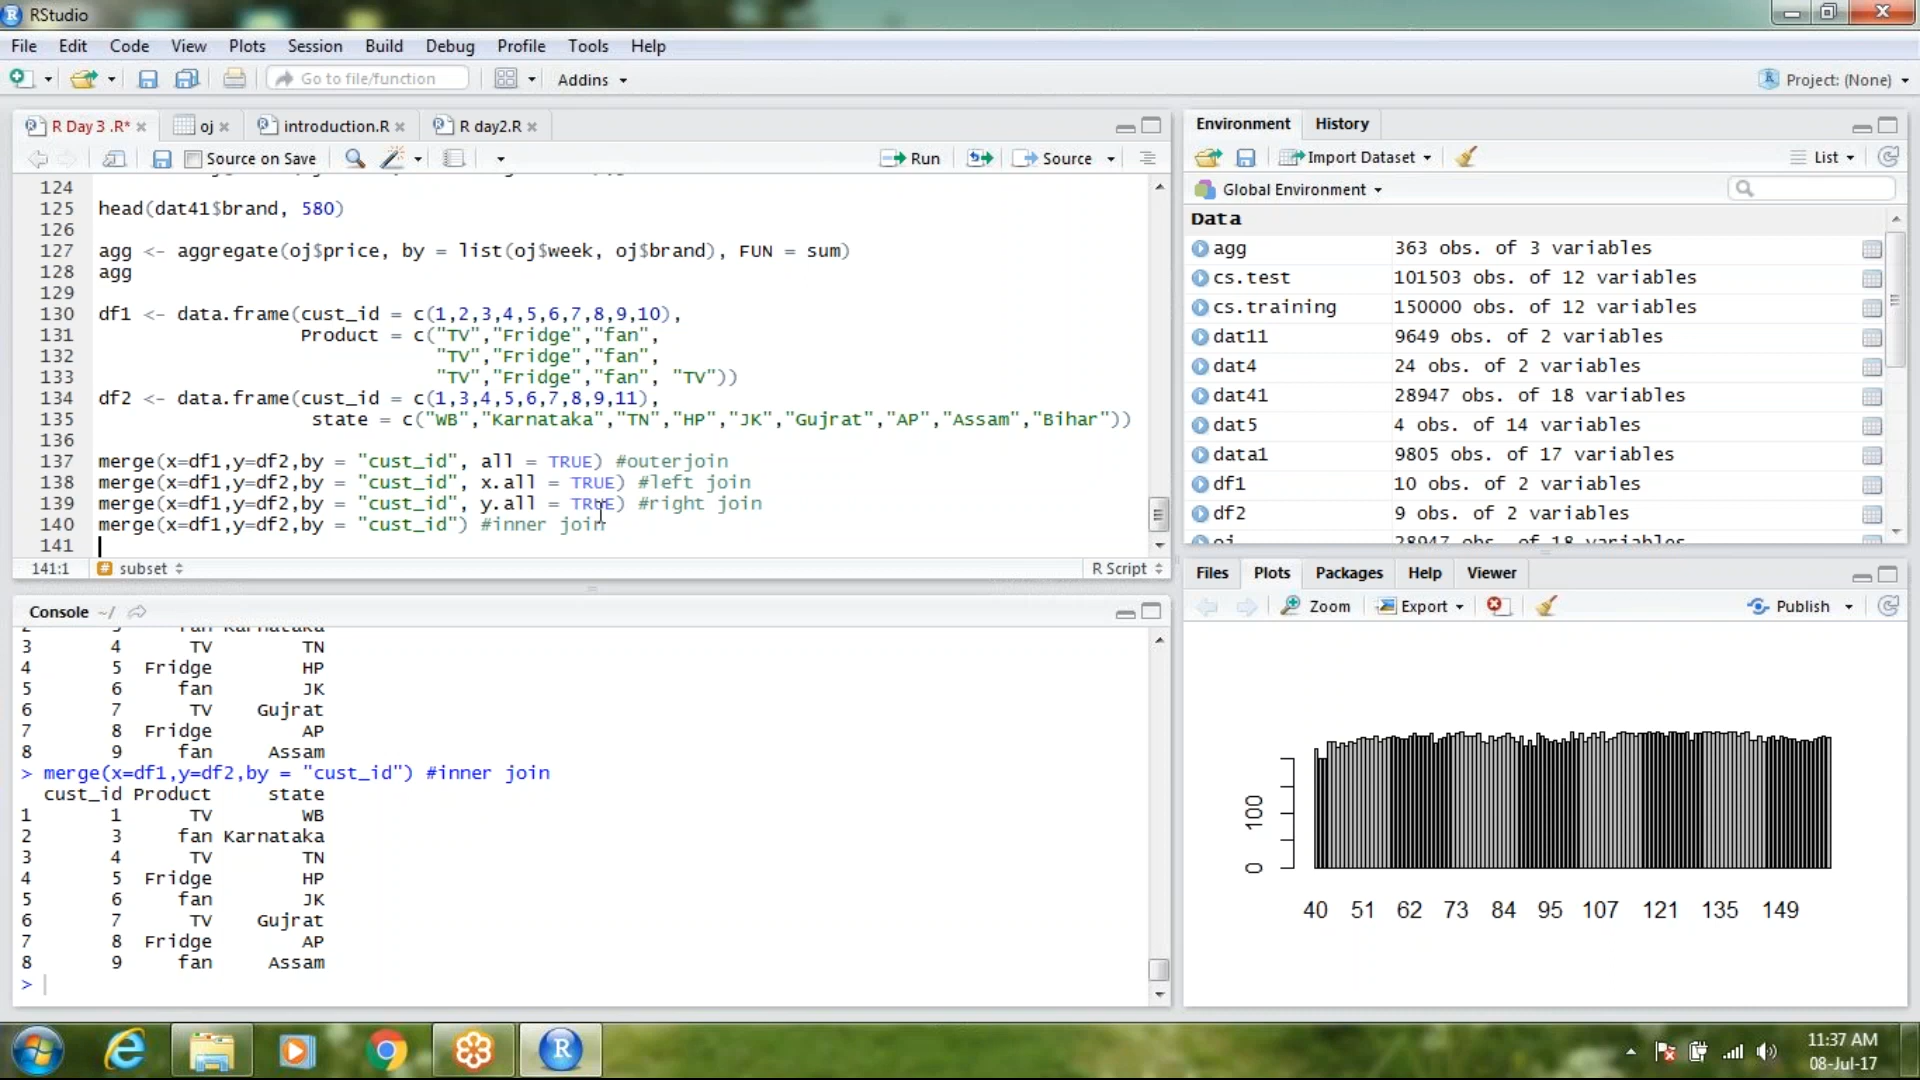 RStudio
File Edit Code View Plots Session Build Debug Profile Tools Help
Go to file/function Addins Project: (None)
R Day 3 .R* oj introduction.R R day2.R
Source on Save Run Source
124
125 head(dat41$brand, 580)
126
127 agg <- aggregate(oj$price, by = list(oj$week, oj$brand), FUN = sum)
128 agg
129
130 df1 <- data.frame(cust_id = c(1,2,3,4,5,6,7,8,9,10),
131 Product = c("TV","Fridge","fan",
132 "TV","Fridge","fan",
133 "TV","Fridge","fan", "TV"))
134 df2 <- data.frame(cust_id = c(1,3,4,5,6,7,8,9,11),
135 state = c("WB","Karnataka","TN","HP","JK","Gujrat","AP","Assam","Bihar"))
136
137 merge(x=df1,y=df2,by = "cust_id", all = TRUE) #outerjoin
138 merge(x=df1,y=df2,by = "cust_id", x.all = TRUE) #left join
139 merge(x=df1,y=df2,by = "cust_id", y.all = TRUE) #right join
140 merge(x=df1,y=df2,by = "cust_id") #inner join
141
141:1 subset R Script
Console ~/
3 4 TV TN
4 5 Fridge HP
5 6 fan JK
6 7 TV Gujrat
7 8 Fridge AP
8 9 fan Assam
> merge(x=df1,y=df2,by = "cust_id") #inner join
cust_id Product state
1 1 TV WB
2 3 fan Karnataka
3 4 TV TN
4 5 Fridge HP
5 6 fan JK
6 7 TV Gujrat
7 8 Fridge AP
8 9 fan Assam
>
Environment History
Import Dataset List
Global Environment
Data
agg 363 obs. of 3 variables
cs.test 101503 obs. of 12 variables
cs.training 150000 obs. of 12 variables
dat11 9649 obs. of 2 variables
dat4 24 obs. of 2 variables
dat41 28947 obs. of 18 variables
dat5 4 obs. of 14 variables
data1 9805 obs. of 17 variables
df1 10 obs. of 2 variables
df2 9 obs. of 2 variables
oj 28947 obs. of 18 variables
Files Plots Packages Help Viewer
Zoom Export Publish
100
0
40 51 62 73 84 95 107 121 135 149
11:37 AM
08-Jul-17